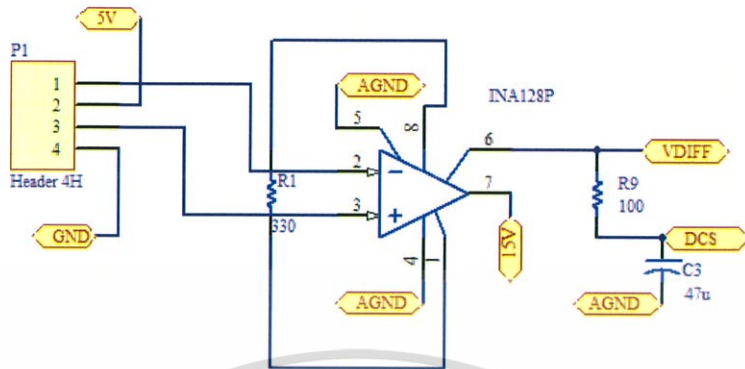 5V
P1
1
2
3
4
Header 4H
GND
R1
330
AGND
INA128P
5
8
2
3
6
7
4
1
15V
AGND
VDIFF
R9
100
DCS
C3
47u
AGND